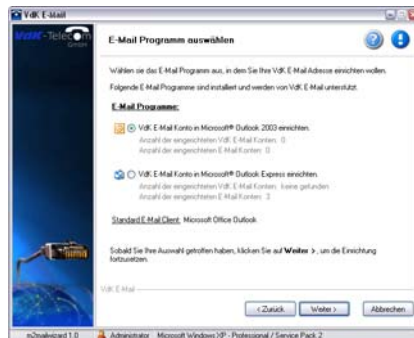 VdK E-Mail
VdK-Telecom
GmbH
E-Mail Programm auswählen
Wählen sie das E-Mail Programm aus, in dem Sie Ihre VdK E-Mail Adresse einrichten wollen.
Folgende E-Mail Programme sind installiert und werden von VdK E-Mail unterstützt.
E-Mail Programme:
VdK E-Mail Konto in Microsoft® Outlook 2003 einrichten.
Anzahl der eingerichteten VdK E-Mail Konten: 0
Anzahl der eingerichteten E-Mail Konten: 0
VdK E-Mail Konto in Microsoft® Outlook Express einrichten.
Anzahl der eingerichteten VdK E-Mail Konten: keine gefunden
Anzahl der eingerichteten E-Mail Konten: 3
Standard E-Mail Client: Microsoft Office Outlook
Sobald Sie Ihre Auswahl getroffen haben, klicken Sie auf Weiter >, um die Einrichtung
fortzusetzen.
VdK E-Mail
< Zurück
Weiter >
Abbrechen
m2mailwizard 1.0
Administrator
Microsoft Windows XP - Professional / Service Pack 2